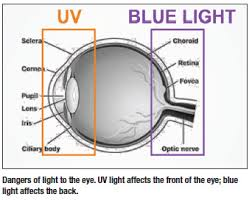 UV BLUE LIGHT
Sclera Choroid
Cornea Retina
Pupil Fovea
Lens
Iris
Ciliary body Optic nerve
Dangers of light to the eye. UV light affects the front of the eye; blue
light affects the back.